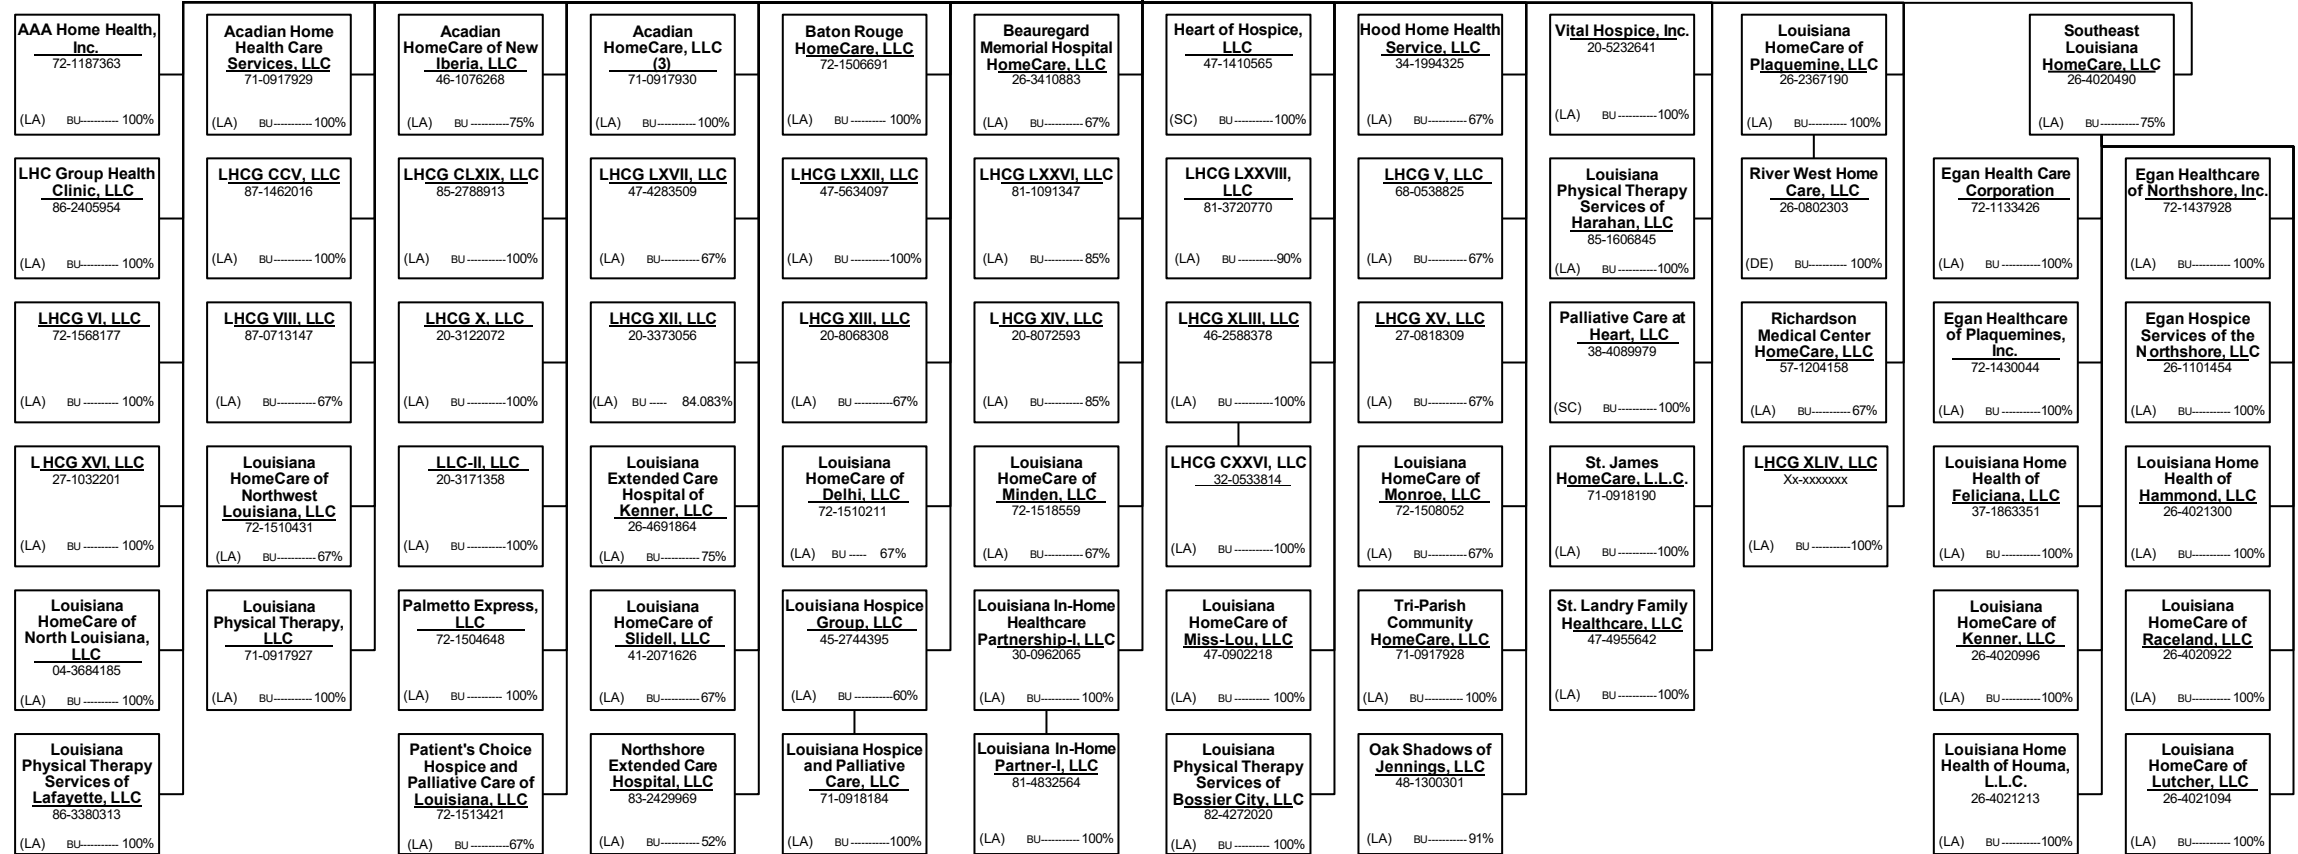 AAA Home Health,
Inc.
72-1187363
(LA) BU----------- 100%
Acadian Home
Health Care
Services, LLC
71-0917929
(LA) BU----------- 100%
Acadian
HomeCare of New
Iberia, LLC
46-1076268
(LA) BU -----------75%
Acadian
HomeCare, LLC
(3)
71-0917930
(LA) BU----------- 100%
Baton Rouge
HomeCare, LLC
72-1506691
(LA) BU ---------- 100%
Beauregard
Memorial Hospital
HomeCare, LLC
26-3410883
(LA) BU----------- 67%
Heart of Hospice,
LLC
47-1410565
(SC) BU -----------100%
Hood Home Health
Service, LLC
34-1994325
(LA) BU----------- 67%
Vital Hospice, Inc.
20-5232641
(LA) BU -----------100%
Louisiana
HomeCare of
Plaquemine, LLC
26-2367190
(LA) BU----------- 100%
Southeast
Louisiana
HomeCare, LLC
26-4020490
(LA) BU----------- 75%
LHC Group Health
Clinic, LLC
86-2405954
(LA) BU----------- 100%
LHCG CCV, LLC
87-1462016
(LA) BU----------- 100%
LHCG CLXIX, LLC
85-2788913
(LA) BU -----------100%
LHCG LXVII, LLC
47-4283509
(LA) BU----------- 67%
LHCG LXXII, LLC
47-5634097
(LA) BU -----------100%
LHCG LXXVI, LLC
81-1091347
(LA) BU----------- 85%
LHCG LXXVIII,
LLC
81-3720770
(LA) BU -----------90%
LHCG V, LLC
68-0538825
(LA) BU----------- 67%
Louisiana
Physical Therapy
Services of
Harahan, LLC
85-1606845
(LA) BU -----------100%
River West Home
Care, LLC
26-0802303
(DE) BU----------- 100%
Egan Health Care
Corporation
72-1133426
(LA) BU -----------100%
Egan Healthcare
of Northshore, Inc.
72-1437928
(LA) BU----------- 100%
LHCG VI, LLC
72-1568177
(LA) BU ---------- 100%
LHCG VIII, LLC
87-0713147
(LA) BU----------- 67%
LHCG X, LLC
20-3122072
(LA) BU -----------100%
LHCG XII, LLC
20-3373056
(LA) BU ----- 84.083%
LHCG XIII, LLC
20-8068308
(LA) BU -----------67%
LHCG XIV, LLC
20-8072593
(LA) BU----------- 85%
LHCG XLIII, LLC
46-2588378
(LA) BU -----------100%
LHCG XV, LLC
27-0818309
(LA) BU----------- 67%
Palliative Care at
Heart, LLC
38-4089979
(SC) BU----------- 100%
Richardson
Medical Center
HomeCare, LLC
57-1204158
(LA) BU----------- 67%
Egan Healthcare
of Plaquemines,
Inc.
72-1430044
(LA) BU -----------100%
Egan Hospice
Services of the
Northshore, LLC
26-1101454
(LA) BU----------- 100%
LHCG XVI, LLC
27-1032201
(LA) BU ---------- 100%
Louisiana
HomeCare of
Northwest
Louisiana, LLC
72-1510431
(LA) BU----------- 67%
LLC-II, LLC
20-3171358
(LA) BU -----------100%
Louisiana
Extended Care
Hospital of
Kenner, LLC
26-4691864
(LA) BU----------- 75%
Louisiana
HomeCare of
Delhi, LLC
72-1510211
(LA) BU ----- 67%
Louisiana
HomeCare of
Minden, LLC
72-1518559
(LA) BU----------- 67%
LHCG CXXVI, LLC
32-0533814
(LA) BU -----------100%
Louisiana
HomeCare of
Monroe, LLC
72-1508052
(LA) BU----------- 67%
St. James
HomeCare, L.L.C.
71-0918190
(LA) BU -----------100%
LHCG XLIV, LLC
Xx-xxxxxxx
(LA) BU -----------100%
Louisiana Home
Health of
Feliciana, LLC
37-1863351
(LA) BU -----------100%
Louisiana Home
Health of
Hammond, LLC
26-4021300
(LA) BU----------- 100%
Louisiana
HomeCare of
North Louisiana,
LLC
04-3684185
(LA) BU ---------- 100%
Louisiana
Physical Therapy,
LLC
71-0917927
(LA) BU----------- 100%
Palmetto Express,
LLC
72-1504648
(LA) BU ---------- 100%
Louisiana
HomeCare of
Slidell, LLC
41-2071626
(LA) BU----------- 67%
Louisiana Hospice
Group, LLC
45-2744395
(LA) BU -----------60%
Louisiana In-Home
Healthcare
Partnership-I, LLC
30-0962065
(LA) BU----------- 100%
Louisiana
HomeCare of
Miss-Lou, LLC
47-0902218
(LA) BU ---------- 100%
Tri-Parish
Community
HomeCare, LLC
71-0917928
(LA) BU----------- 100%
St. Landry Family
Healthcare, LLC
47-4955642
(LA) BU -----------100%
Louisiana
HomeCare of
Kenner, LLC
26-4020996
(LA) BU -----------100%
Louisiana
HomeCare of
Raceland, LLC
26-4020922
(LA) BU----------- 100%
Louisiana
Physical Therapy
Services of
Lafayette, LLC
86-3380313
(LA) BU----------- 100%
Patient's Choice
Hospice and
Palliative Care of
Louisiana, LLC
72-1513421
(LA) BU -----------67%
Northshore
Extended Care
Hospital, LLC
83-2429969
(LA) BU----------- 52%
Louisiana Hospice
and Palliative
Care, LLC
71-0918184
(LA) BU -----------100%
Louisiana In-Home
Partner-I, LLC
81-4832564
(LA) BU----------- 100%
Louisiana
Physical Therapy
Services of
Bossier City, LLC
82-4272020
(LA) BU ---------- 100%
Oak Shadows of
Jennings, LLC
48-1300301
(LA) BU----------- 91%
Louisiana Home
Health of Houma,
L.L.C.
26-4021213
(LA) BU -----------100%
Louisiana
HomeCare of
Lutcher, LLC
26-4021094
(LA) BU----------- 100%